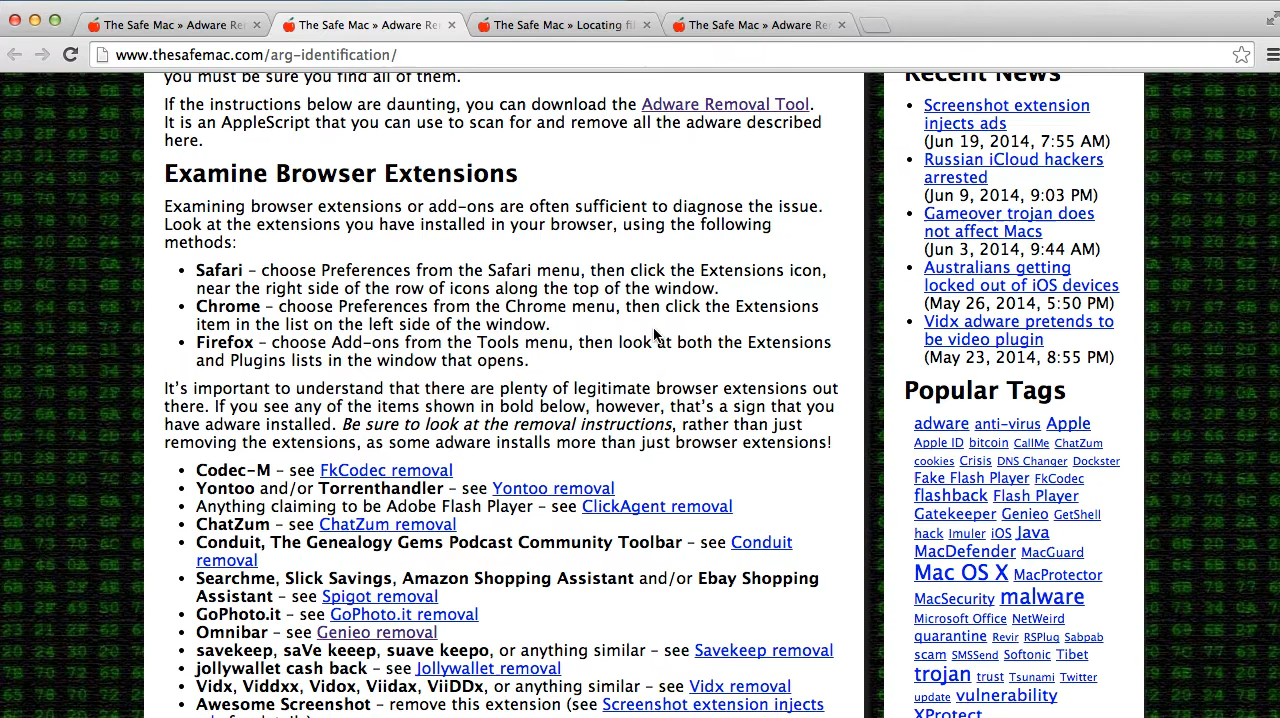 The Safe Mac » Adware Re
The Safe Mac » Adware Re
The Safe Mac » Locating fi
The Safe Mac » Adware Re
www.thesafemac.com/arg-identification/
you must be sure you find all of them.
If the instructions below are daunting, you can download the Adware Removal Tool.
It is an AppleScript that you can use to scan for and remove all the adware described
here.
Examine Browser Extensions
Examining browser extensions or add-ons are often sufficient to diagnose the issue.
Look at the extensions you have installed in your browser, using the following
methods:
• Safari – choose Preferences from the Safari menu, then click the Extensions icon,
near the right side of the row of icons along the top of the window.
• Chrome – choose Preferences from the Chrome menu, then click the Extensions
item in the list on the left side of the window.
• Firefox – choose Add-ons from the Tools menu, then look at both the Extensions
and Plugins lists in the window that opens.
It's important to understand that there are plenty of legitimate browser extensions out
there. If you see any of the items shown in bold below, however, that's a sign that you
have adware installed. Be sure to look at the removal instructions, rather than just
removing the extensions, as some adware installs more than just browser extensions!
• Codec-M – see FkCodec removal
• Yontoo and/or Torrenthandler – see Yontoo removal
• Anything claiming to be Adobe Flash Player – see ClickAgent removal
• ChatZum – see ChatZum removal
• Conduit, The Genealogy Gems Podcast Community Toolbar – see Conduit
removal
• Searchme, Slick Savings, Amazon Shopping Assistant and/or Ebay Shopping
Assistant – see Spigot removal
• GoPhoto.it – see GoPhoto.it removal
• Omnibar – see Genieo removal
• savekeep, saVe keeep, suave keepo, or anything similar – see Savekeep removal
• jollywallet cash back – see Jollywallet removal
• Vidx, Viddxx, Vidox, Viidax, ViiDDx, or anything similar – see Vidx removal
• Awesome Screenshot – remove this extension (see Screenshot extension injects
Recent News
• Screenshot extension
injects ads
(Jun 19, 2014, 7:55 AM)
• Russian iCloud hackers
arrested
(Jun 9, 2014, 9:03 PM)
• Gameover trojan does
not affect Macs
(Jun 3, 2014, 9:44 AM)
• Australians getting
locked out of iOS devices
(May 26, 2014, 5:50 PM)
• Vidx adware pretends to
be video plugin
(May 23, 2014, 8:55 PM)
Popular Tags
adware anti-virus Apple
Apple ID bitcoin CallMe ChatZum
cookies Crisis DNS Changer Dockster
Fake Flash Player FkCodec
flashback Flash Player
Gatekeeper Genieo GetShell
hack Imuler iOS Java
MacDefender MacGuard
Mac OS X MacProtector
MacSecurity malware
Microsoft Office NetWeird
quarantine Revir RSPlug Sabpab
scam SMSSend Softonic Tibet
trojan trust Tsunami Twitter
update vulnerability
XProtect